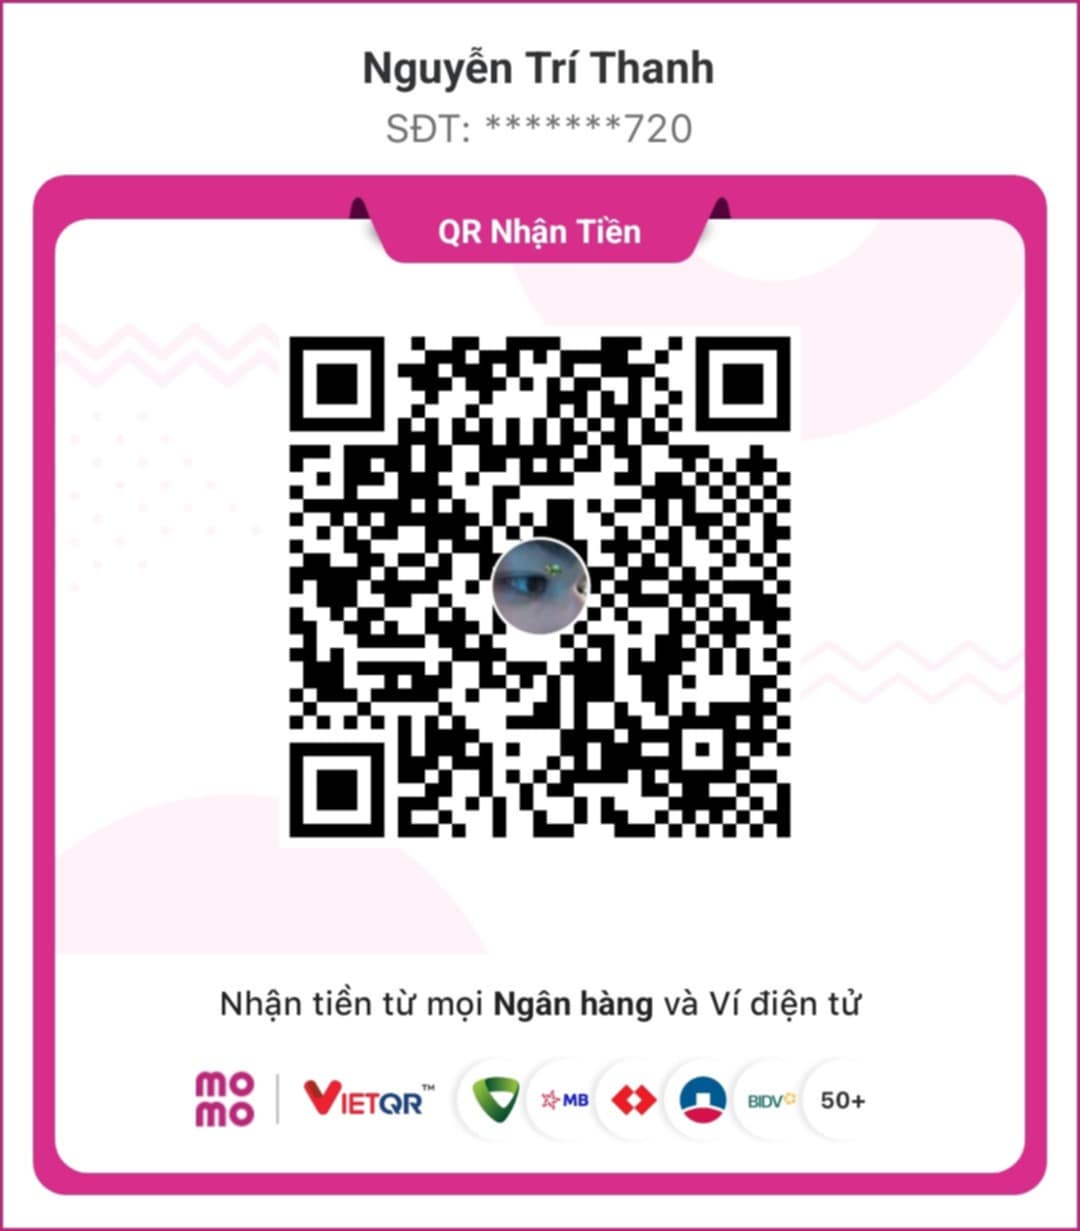 Nguyễn Trí Thanh
SĐT: *******720
QR Nhận Tiền
Nhận tiền từ mọi Ngân hàng và Ví điện tử
mo
mo
VIETQR™
MB
BIDV
50+